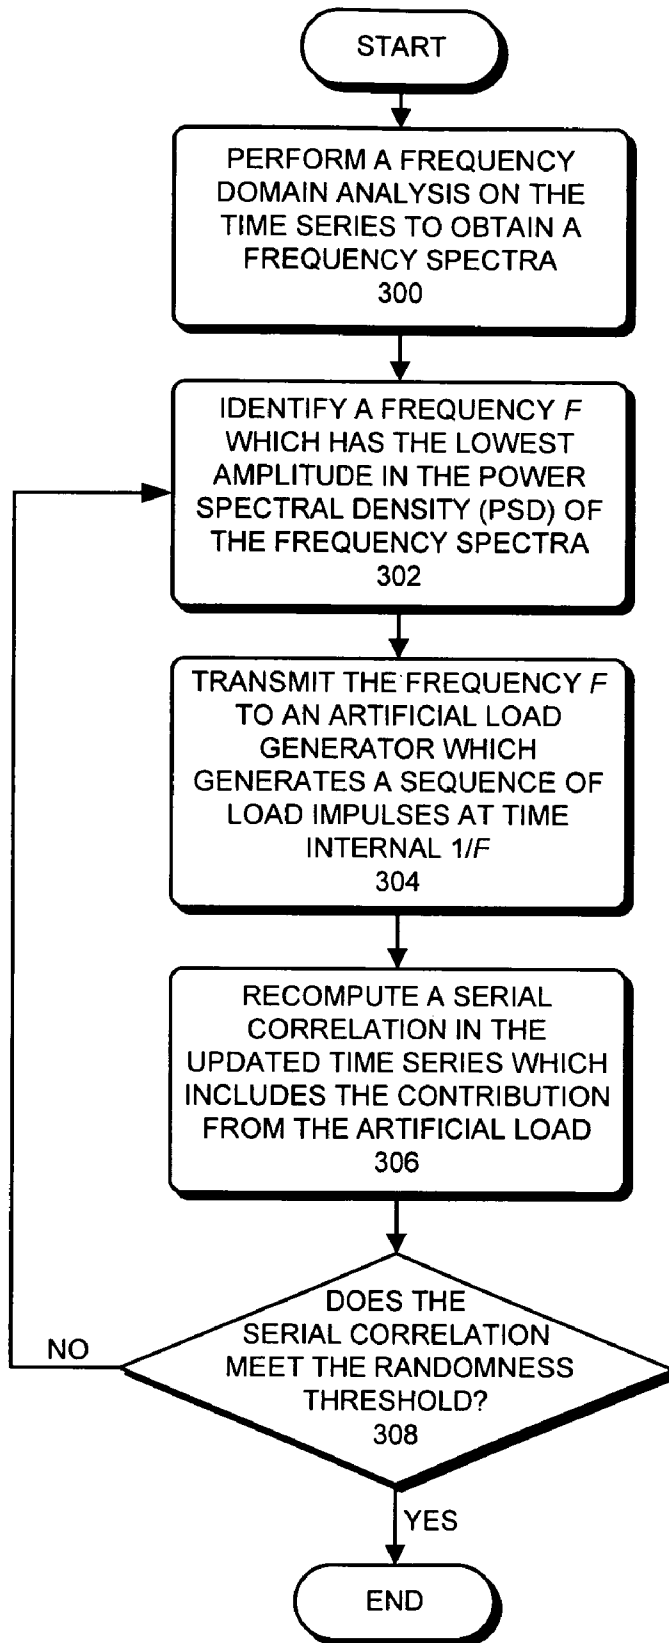 START
PERFORM A FREQUENCY
DOMAIN ANALYSIS ON THE
TIME SERIES TO OBTAIN A
FREQUENCY SPECTRA
300
IDENTIFY A FREQUENCY F
WHICH HAS THE LOWEST
AMPLITUDE IN THE POWER
SPECTRAL DENSITY (PSD) OF
THE FREQUENCY SPECTRA
302
TRANSMIT THE FREQUENCY F
TO AN ARTIFICIAL LOAD
GENERATOR WHICH
GENERATES A SEQUENCE OF
LOAD IMPULSES AT TIME
INTERNAL 1/F
304
RECOMPUTE A SERIAL
CORRELATION IN THE
UPDATED TIME SERIES WHICH
INCLUDES THE CONTRIBUTION
FROM THE ARTIFICIAL LOAD
306
DOES THE
SERIAL CORRELATION
MEET THE RANDOMNESS
THRESHOLD?
308
NO
YES
END